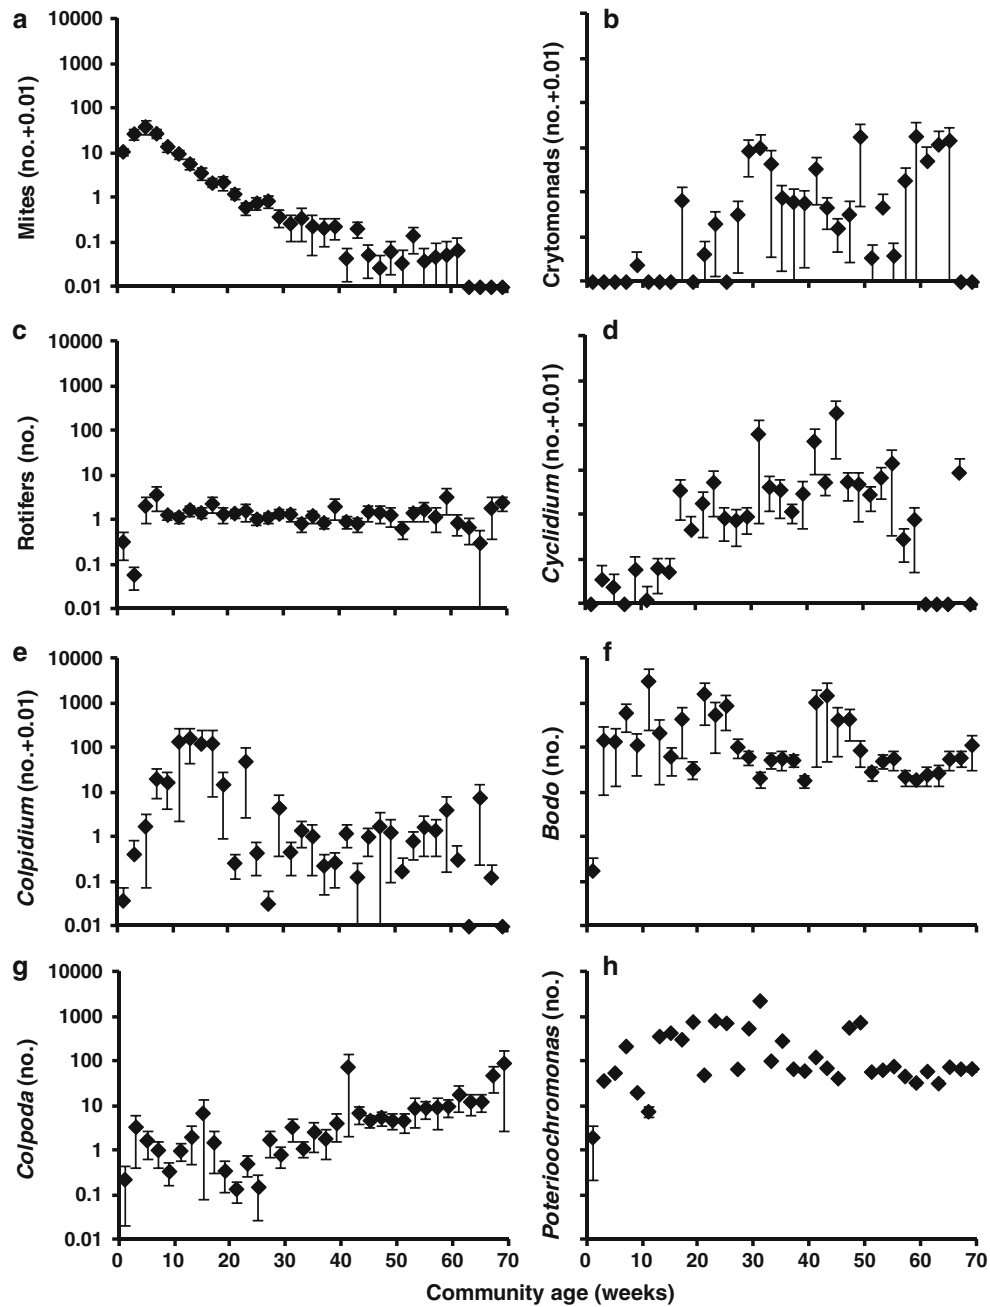 a
10000
1000
100
10
1
0.1
0.01
Mites (no.+0.01)
b
Crytomonads (no.+0.01)
c
10000
1000
100
10
1
0.1
0.01
Rotifers (no.)
d
Cyclidium (no.+0.01)
e
10000
1000
100
10
1
0.1
0.01
Colpidium (no.+0.01)
f
Bodo (no.)
g
10000
1000
100
10
1
0.1
0.01
Colpoda (no.)
0 10 20 30 40 50 60 70
h
Poterioochromonas (no.)
0 10 20 30 40 50 60 70
Community age (weeks)